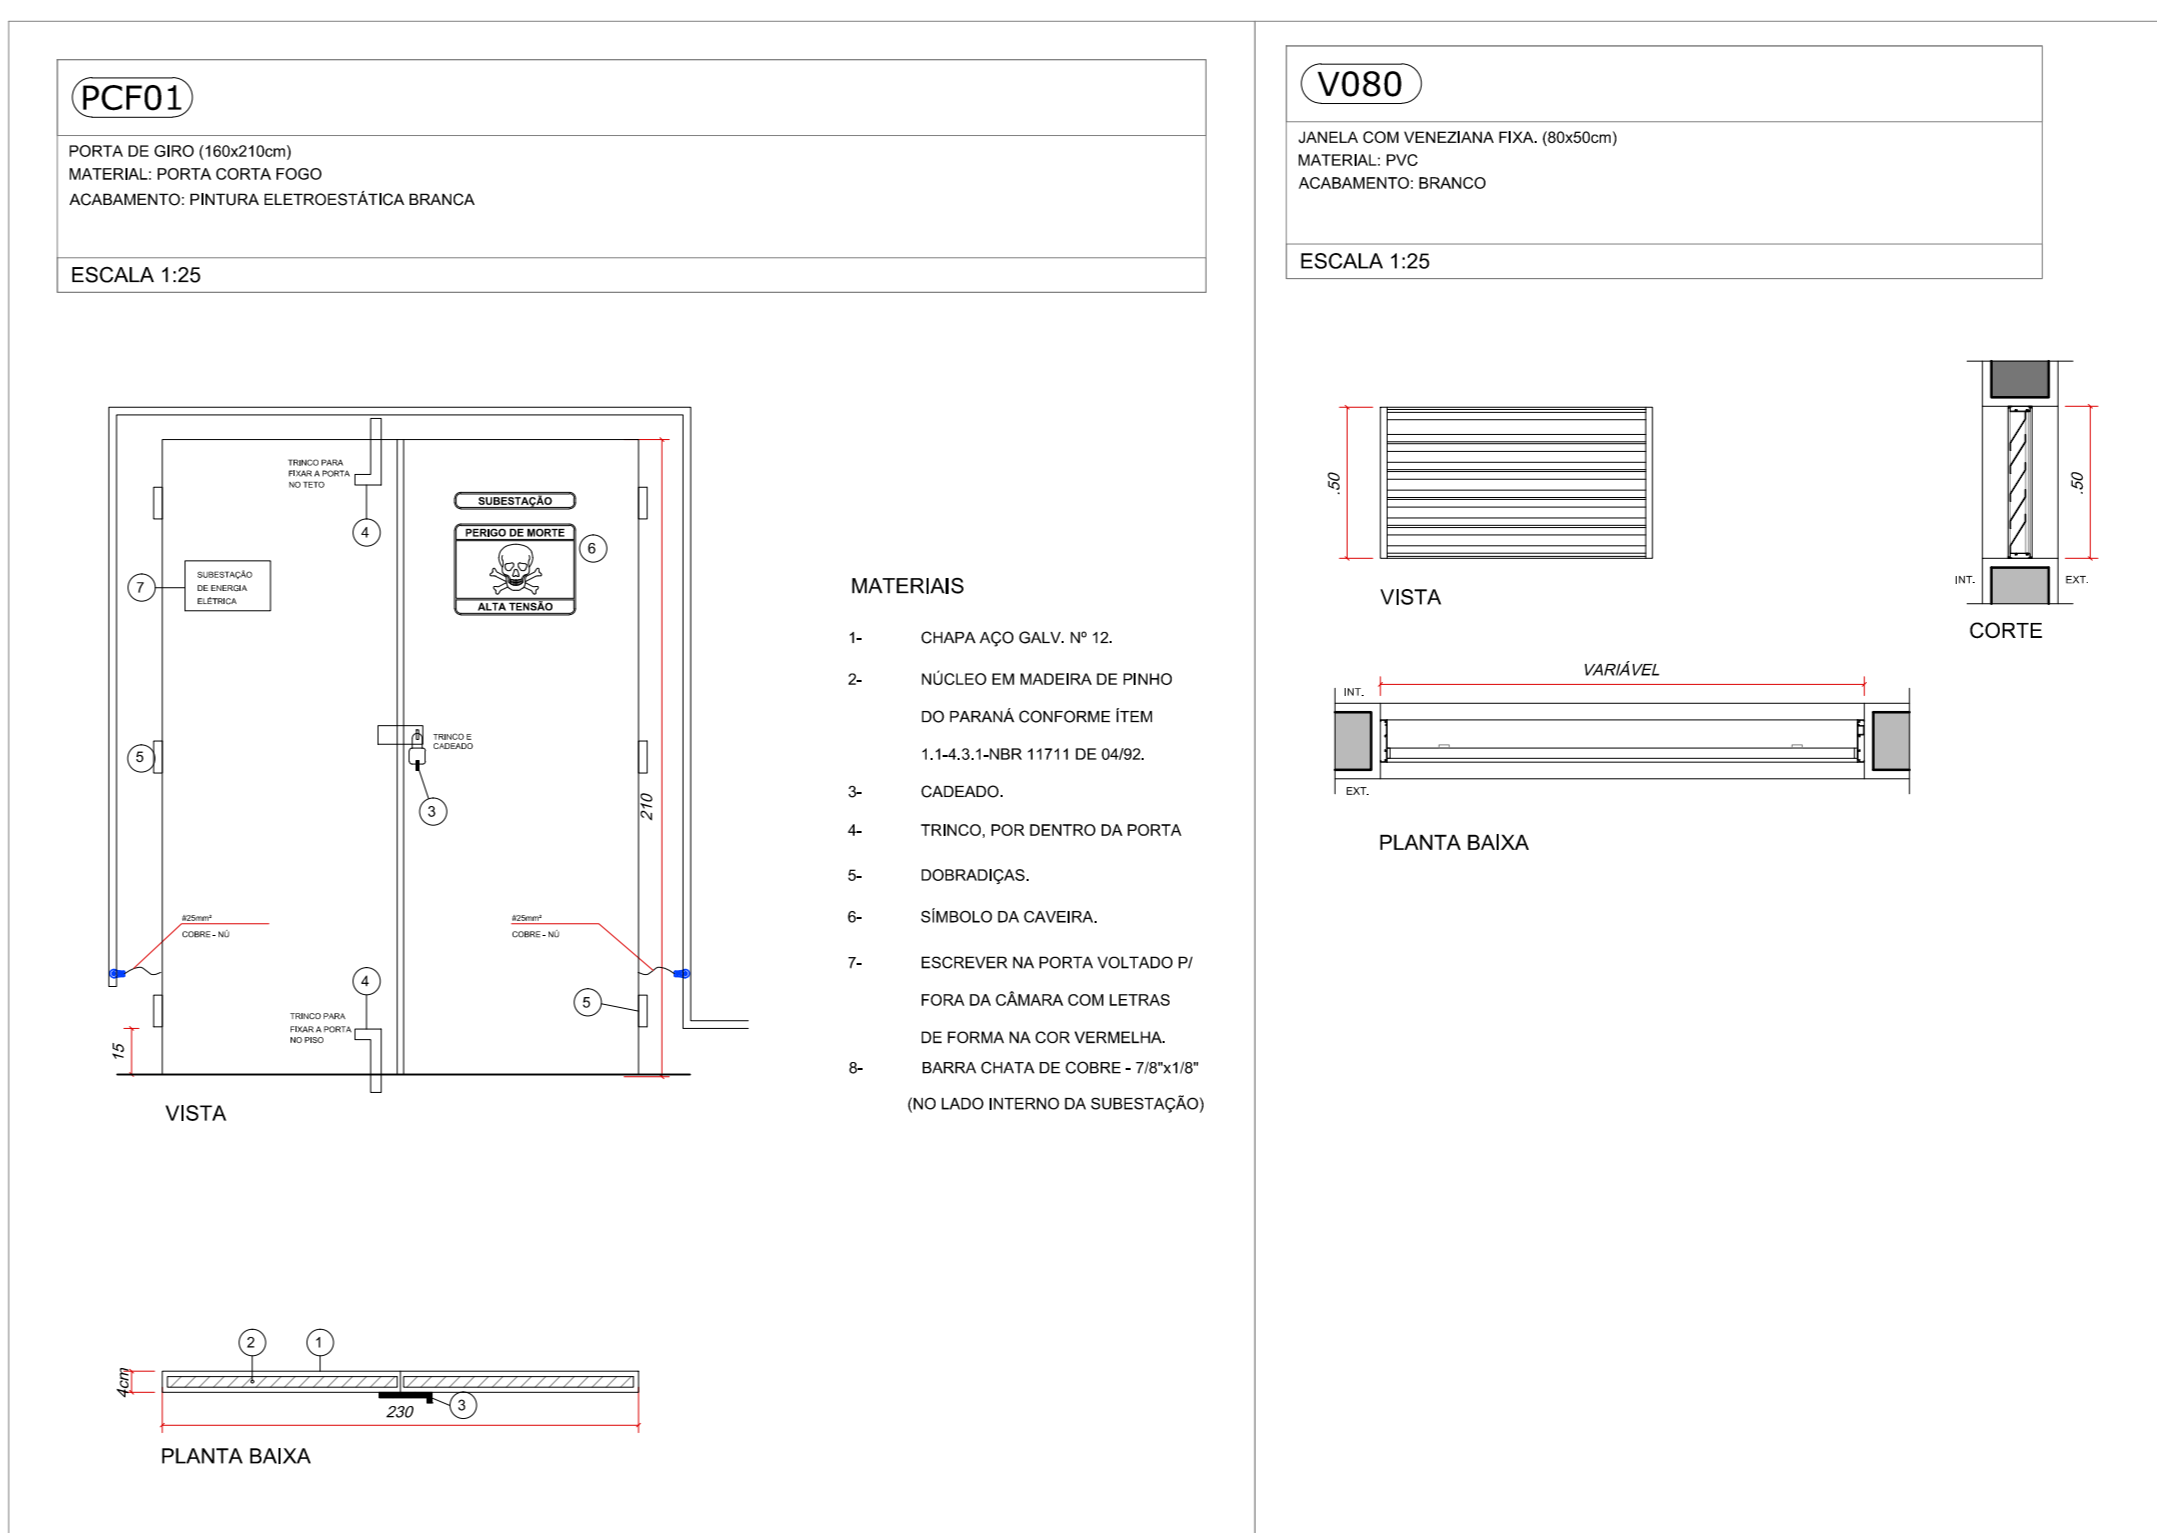 PCF01
PORTA DE GIRO (160x210cm)
MATERIAL: PORTA CORTA FOGO
ACABAMENTO: PINTURA ELETROESTÁTICA BRANCA
ESCALA 1:25
TRINCO PARA
FIXAR A PORTA
NO TETO
4
SUBESTAÇÃO
PERIGO DE MORTE
ALTA TENSÃO
6
7
SUBESTAÇÃO
DE ENERGIA
ELÉTRICA
5
TRINCO E
CADEADO
3
210
#25mm²
COBRE - NÚ
#25mm²
COBRE - NÚ
4
5
TRINCO PARA
FIXAR A PORTA
NO PISO
15
VISTA
MATERIAIS
1- CHAPA AÇO GALV. Nº 12.
2- NÚCLEO EM MADEIRA DE PINHO
DO PARANÁ CONFORME ÍTEM
1.1-4.3.1-NBR 11711 DE 04/92.
3- CADEADO.
4- TRINCO, POR DENTRO DA PORTA
5- DOBRADIÇAS.
6- SÍMBOLO DA CAVEIRA.
7- ESCREVER NA PORTA VOLTADO P/
FORA DA CÂMARA COM LETRAS
DE FORMA NA COR VERMELHA.
8- BARRA CHATA DE COBRE - 7/8"x1/8"
(NO LADO INTERNO DA SUBESTAÇÃO)
2
1
4cm
3
230
PLANTA BAIXA
V080
JANELA COM VENEZIANA FIXA. (80x50cm)
MATERIAL: PVC
ACABAMENTO: BRANCO
ESCALA 1:25
.50
VISTA
.50
INT.
EXT.
CORTE
VARIÁVEL
INT.
EXT.
PLANTA BAIXA